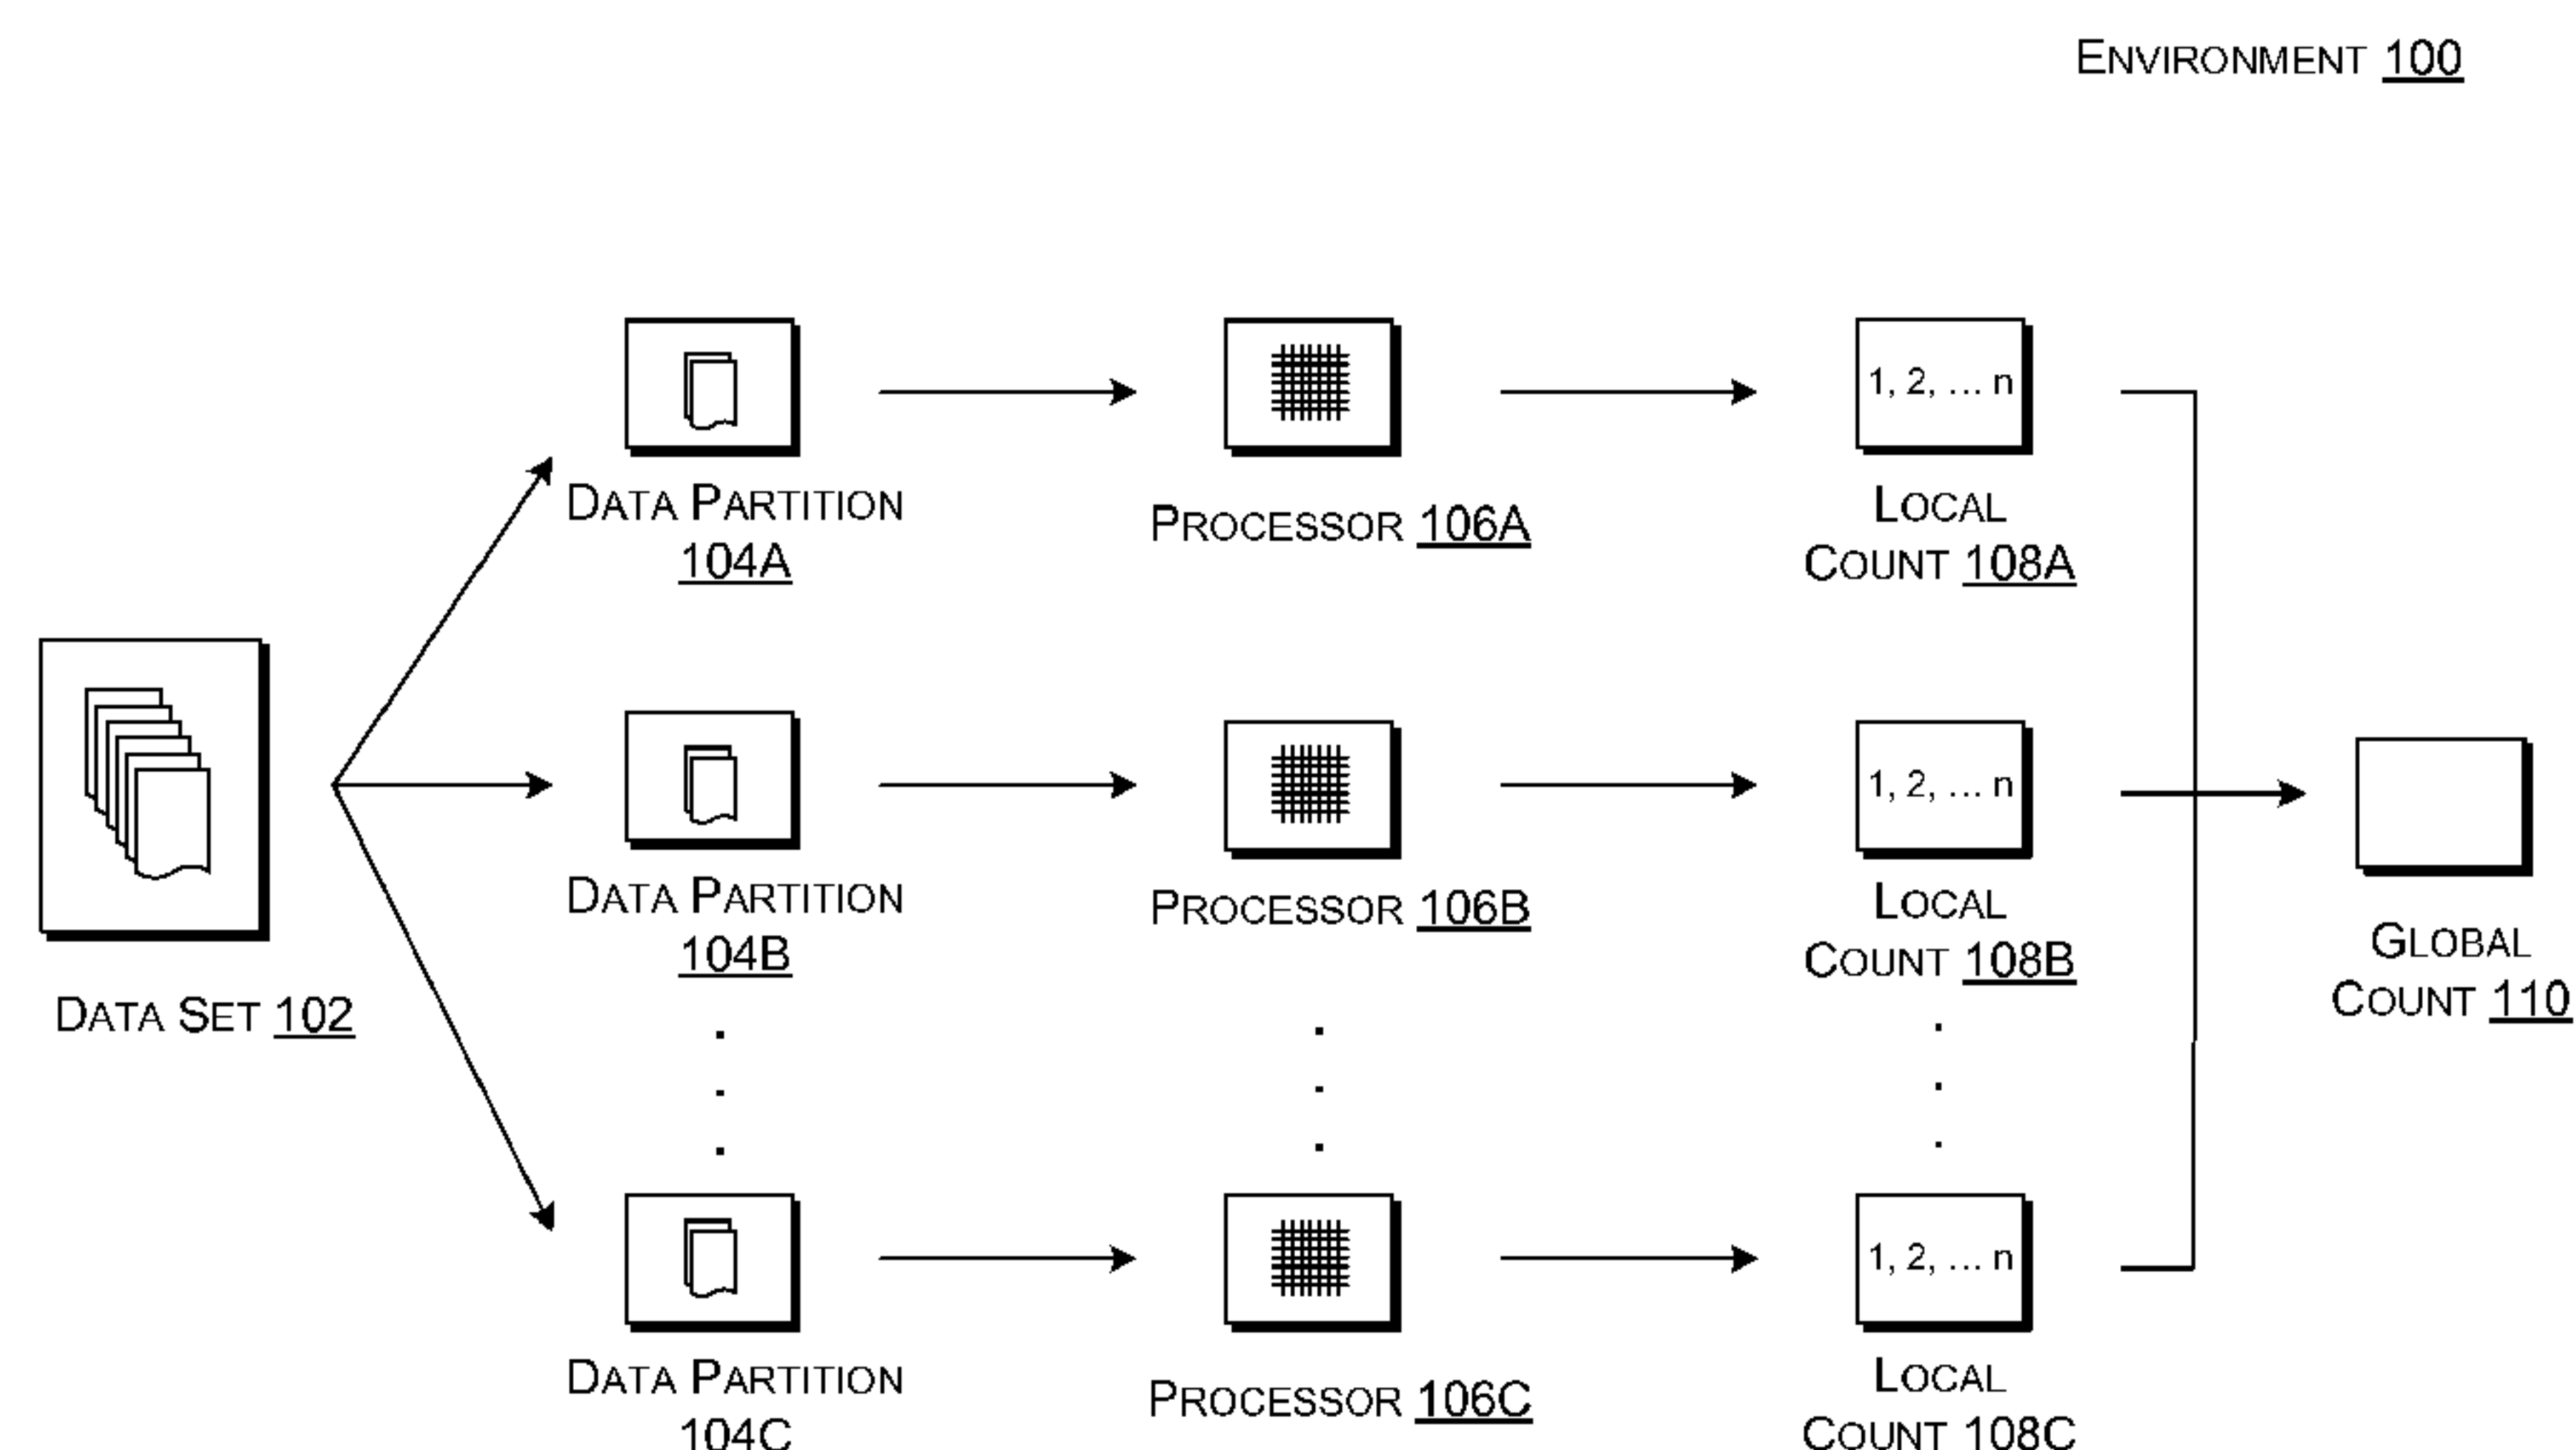 ENVIRONMENT 100
DATA PARTITION
104A
PROCESSOR 106A
1, 2, ... n
LOCAL
COUNT 108A
DATA SET 102
DATA PARTITION
104B
PROCESSOR 106B
1, 2, ... n
LOCAL
COUNT 108B
GLOBAL
COUNT 110
DATA PARTITION
104C
PROCESSOR 106C
1, 2, ... n
LOCAL
COUNT 108C